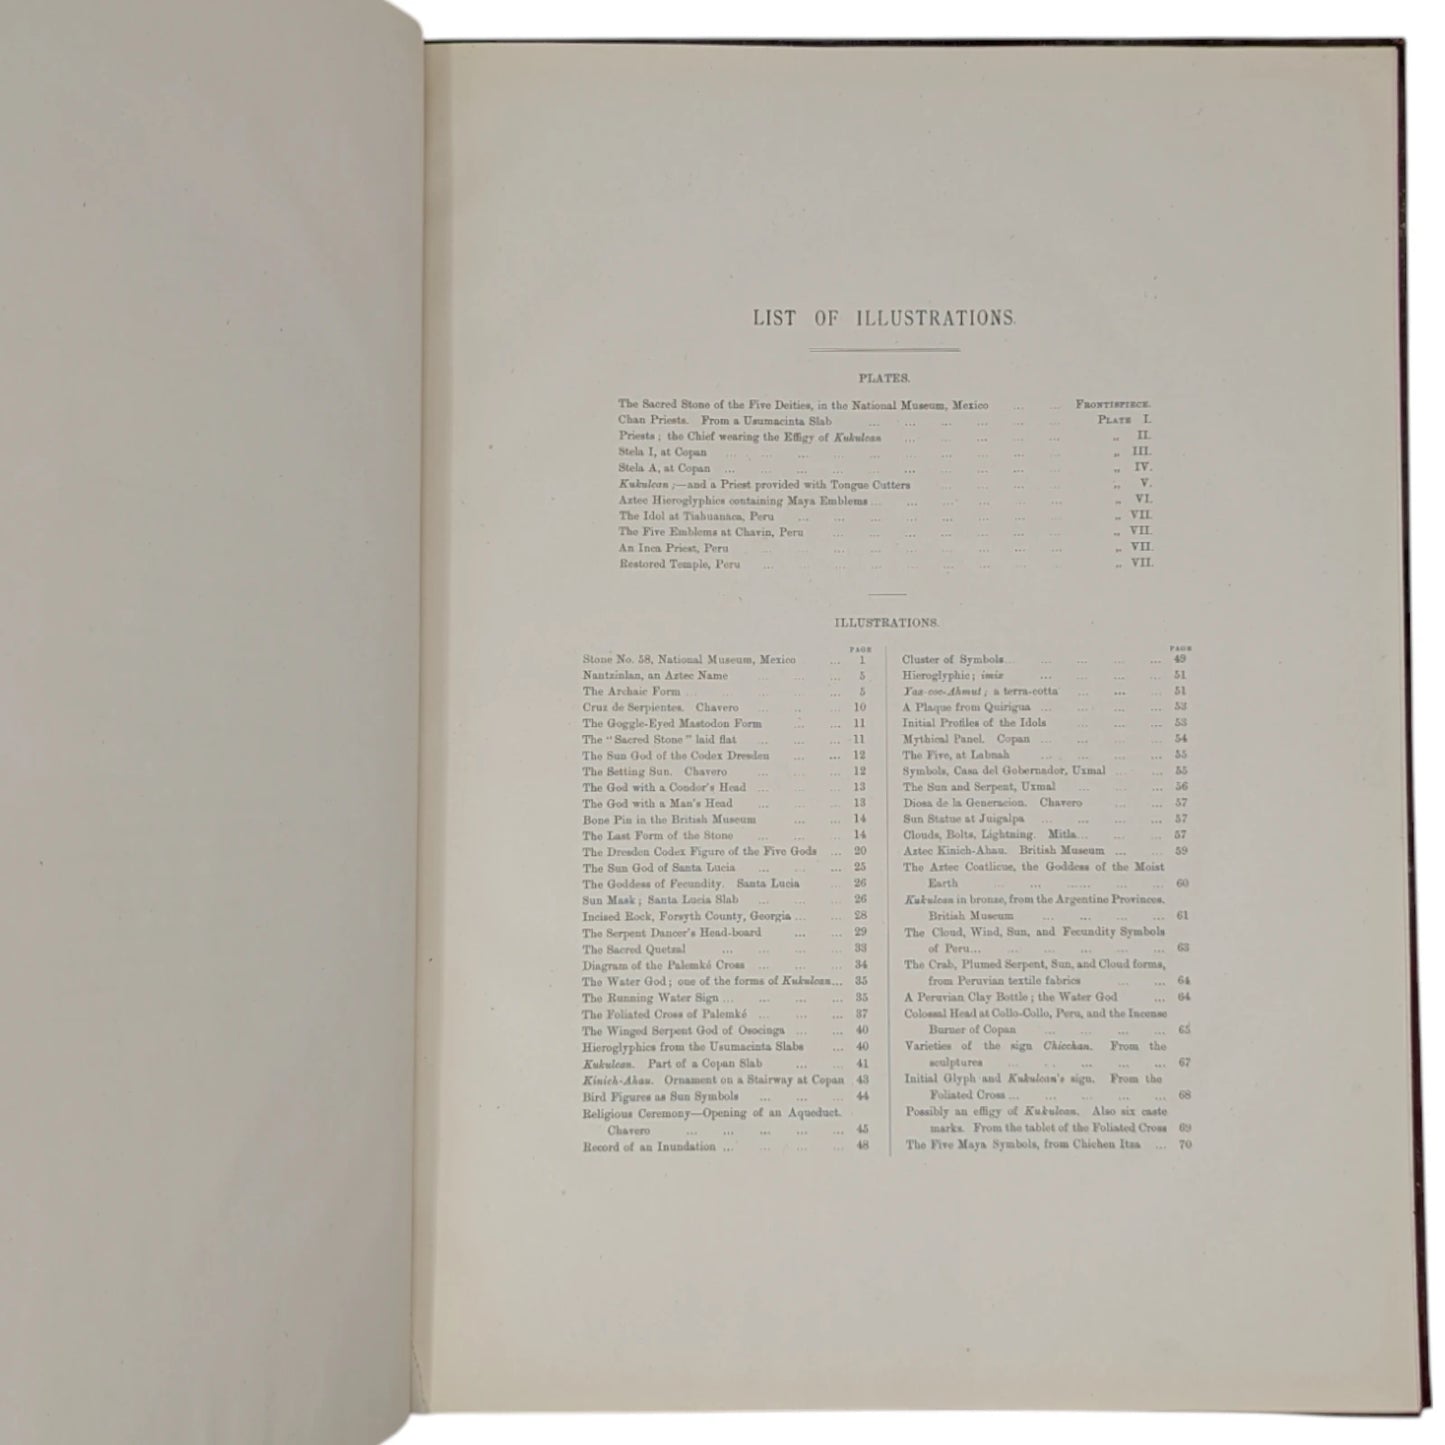 LIST OF ILLUSTRATIONS.
PLATES.
The Sacred Stone of the Five Deities, in the National Museum, Mexico ... ... FRONTISPIECE.
Chan Priests. From a Usumacinta Slab ... ... ... ... ... ... PLATE I.
Priests; the Chief wearing the Effigy of Kukulcan ... ... ... ... ... „ II.
Stela I, at Copan ... ... ... ... ... ... ... ... ... ... „ III.
Stela A, at Copan ... ... ... ... ... ... ... ... ... ... „ IV.
Kukulcan;—and a Priest provided with Tongue Cutters ... ... ... ... „ V.
Aztec Hieroglyphics containing Maya Emblems ... ... ... ... ... ... „ VI.
The Idol at Tiahuanaca, Peru ... ... ... ... ... ... ... ... „ VII.
The Five Emblems at Chavin, Peru ... ... ... ... ... ... ... „ VII.
An Inca Priest, Peru ... ... ... ... ... ... ... ... ... „ VII.
Restored Temple, Peru ... ... ... ... ... ... ... ... ... „ VII.
ILLUSTRATIONS.
PAGE
Stone No. 58, National Museum, Mexico ... 1
Nantzinlan, an Aztec Name ... ... ... 5
The Archaic Form ... ... ... ... ... 5
Cruz de Serpientes. Chavero ... ... ... 10
The Goggle-Eyed Mastodon Form ... ... 11
The "Sacred Stone" laid flat ... ... ... 11
The Sun God of the Codex Dresden ... ... 12
The Setting Sun. Chavero ... ... ... 12
The God with a Condor's Head ... ... ... 13
The God with a Man's Head ... ... ... 13
Bone Pin in the British Museum ... ... 14
The Last Form of the Stone ... ... ... 14
The Dresden Codex Figure of the Five Gods ... 20
The Sun God of Santa Lucia ... ... ... 25
The Goddess of Fecundity. Santa Lucia ... 26
Sun Mask; Santa Lucia Slab ... ... ... 26
Incised Rock, Forsyth County, Georgia ... ... 28
The Serpent Dancer's Head-board ... ... 29
The Sacred Quetzal ... ... ... ... 33
Diagram of the Palemké Cross ... ... ... 34
The Water God; one of the forms of Kukulcan... 35
The Running Water Sign ... ... ... ... 35
The Foliated Cross of Palemké ... ... ... 37
The Winged Serpent God of Ososingo ... ... 40
Hieroglyphics from the Usumacinta Slabs ... 40
Kukulcan. Part of a Copan Slab ... ... 41
Kinich-Ahau. Ornament on a Stairway at Copan 43
Bird Figures as Sun Symbols ... ... ... 44
Religious Ceremony—Opening of an Aqueduct.
Chavero ... ... ... ... ... 45
Record of an Inundation ... ... ... ... 48
PAGE
Cluster of Symbols ... ... ... ... ... 49
Hieroglyphic; imix ... ... ... ... 51
Yax-coc-Ahmut; a terra-cotta ... ... ... 51
A Plaque from Quirigua ... ... ... ... 53
Initial Profiles of the Idols ... ... ... 53
Mythical Panel. Copan ... ... ... ... 54
The Five, at Labnah ... ... ... ... 55
Symbols, Casa del Gobernador, Uxmal ... ... 55
The Sun and Serpent, Uxmal ... ... ... 56
Diosa de la Generacion. Chavero ... ... 57
Sun Statue at Juigalpa ... ... ... ... 57
Clouds, Bolts, Lightning. Mitla ... ... ... 57
Aztec Kinich-Ahau. British Museum ... ... 59
The Aztec Coatlicue, the Goddess of the Moist
Earth ... ... ...... ... ... 60
Kukulcan in bronze, from the Argentine Provinces.
British Museum ... ... ... ... 61
The Cloud, Wind, Sun, and Fecundity Symbols
of Peru ... ... ... ... ... ... 63
The Crab, Plumed Serpent, Sun, and Cloud forms,
from Peruvian textile fabrics ... ... 64
A Peruvian Clay Bottle; the Water God ... 64
Colossal Head at Collo-Collo, Peru, and the Incense
Burner of Copan ... ... ... ... 65
Varieties of the sign Chicchan. From the
sculptures ... ... ... ... ... 67
Initial Glyph and Kukulcan's sign. From the
Foliated Cross ... ... ... ... ... 68
Possibly an effigy of Kukulcan. Also six caste
marks. From the tablet of the Foliated Cross 69
The Five Maya Symbols, from Chichen Itza ... 70